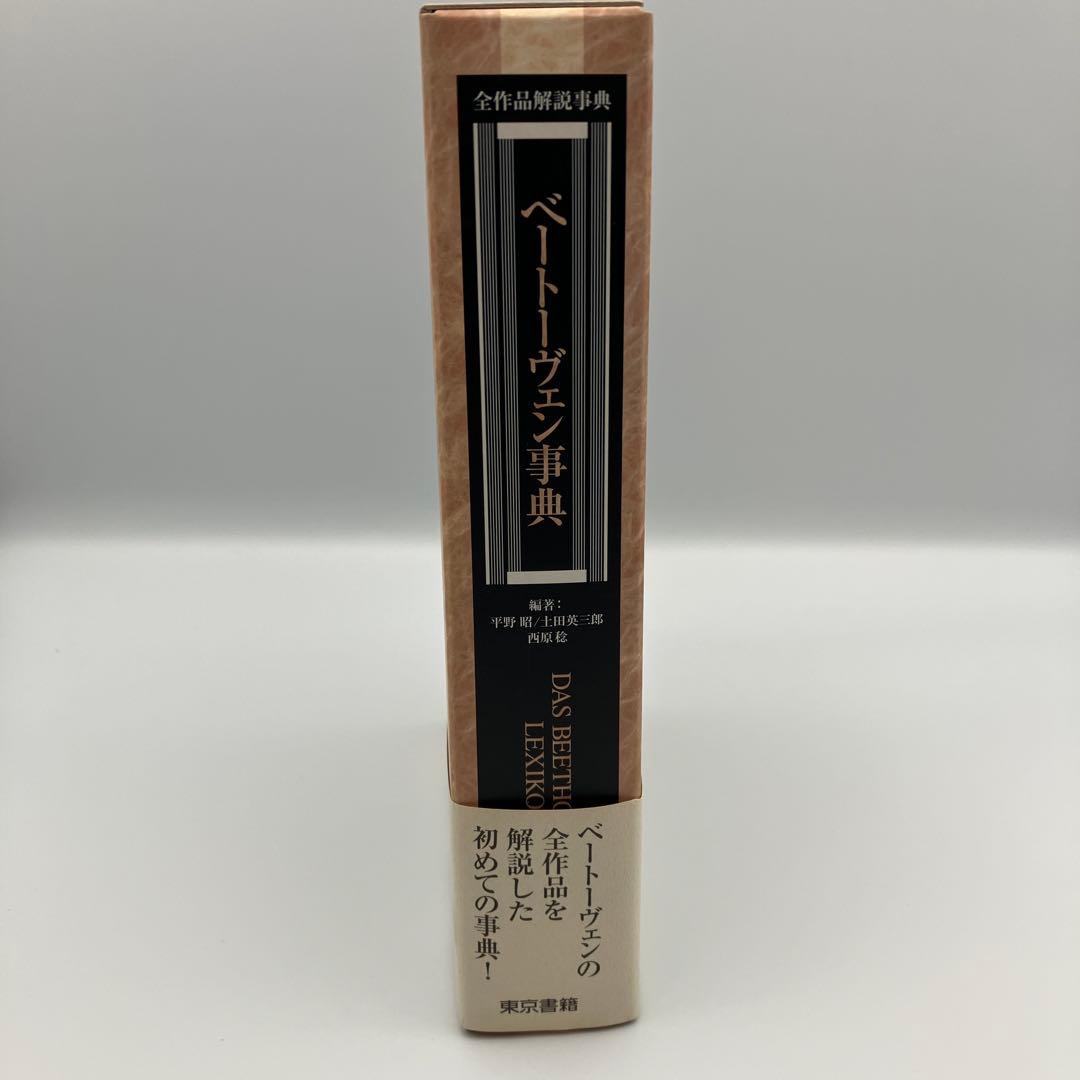 全作品解説事典
ベートーヴェン事典
編著：
平野 昭/土田英三郎
西原稔
DAS BEETHO
LEXIKO
ベートーヴェンの
全作品を
解説した
初めての事典！
東京書籍